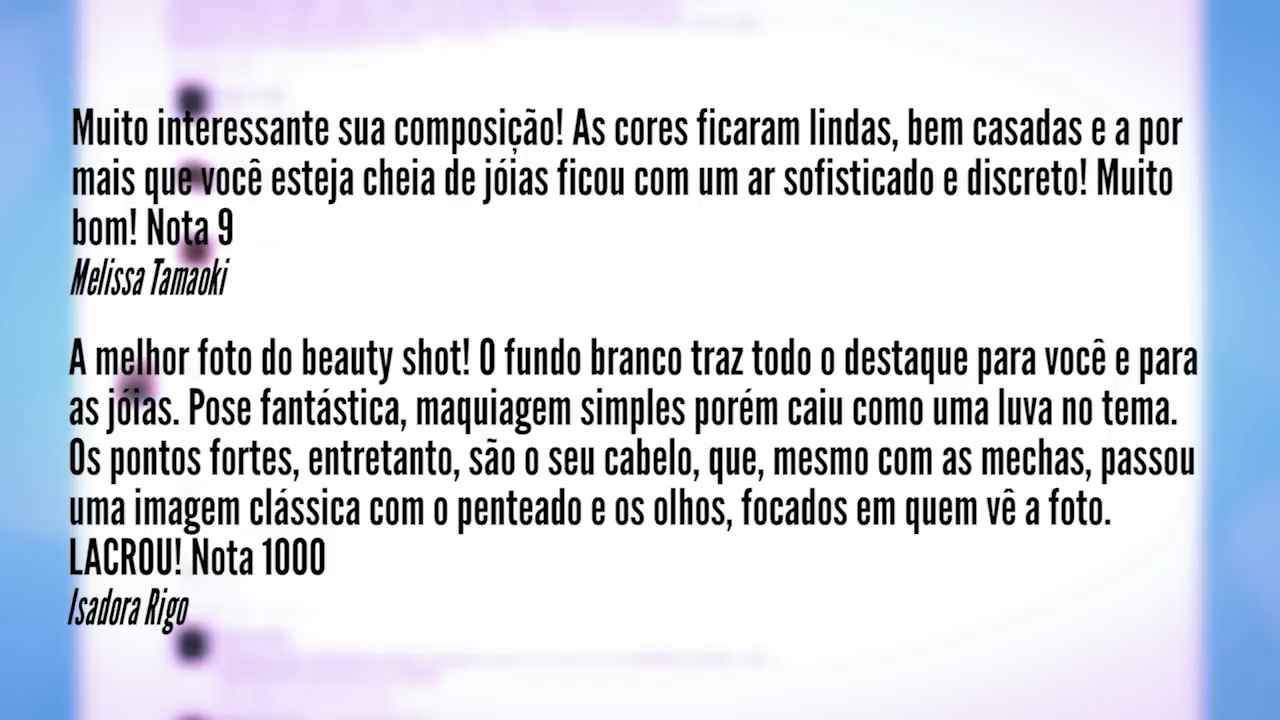 Muito interessante sua composição! As cores ficaram lindas, bem casadas e a por
mais que você esteja cheia de jóias ficou com um ar sofisticado e discreto! Muito
bom! Nota 9
Melissa Tamaoki
A melhor foto do beauty shot! O fundo branco traz todo o destaque para você e para
as jóias. Pose fantástica, maquiagem simples porém caiu como uma luva no tema.
Os pontos fortes, entretanto, são o seu cabelo, que, mesmo com as mechas, passou
uma imagem clássica com o penteado e os olhos, focados em quem vê a foto.
LACROU! Nota 1000
Isadora Rigo